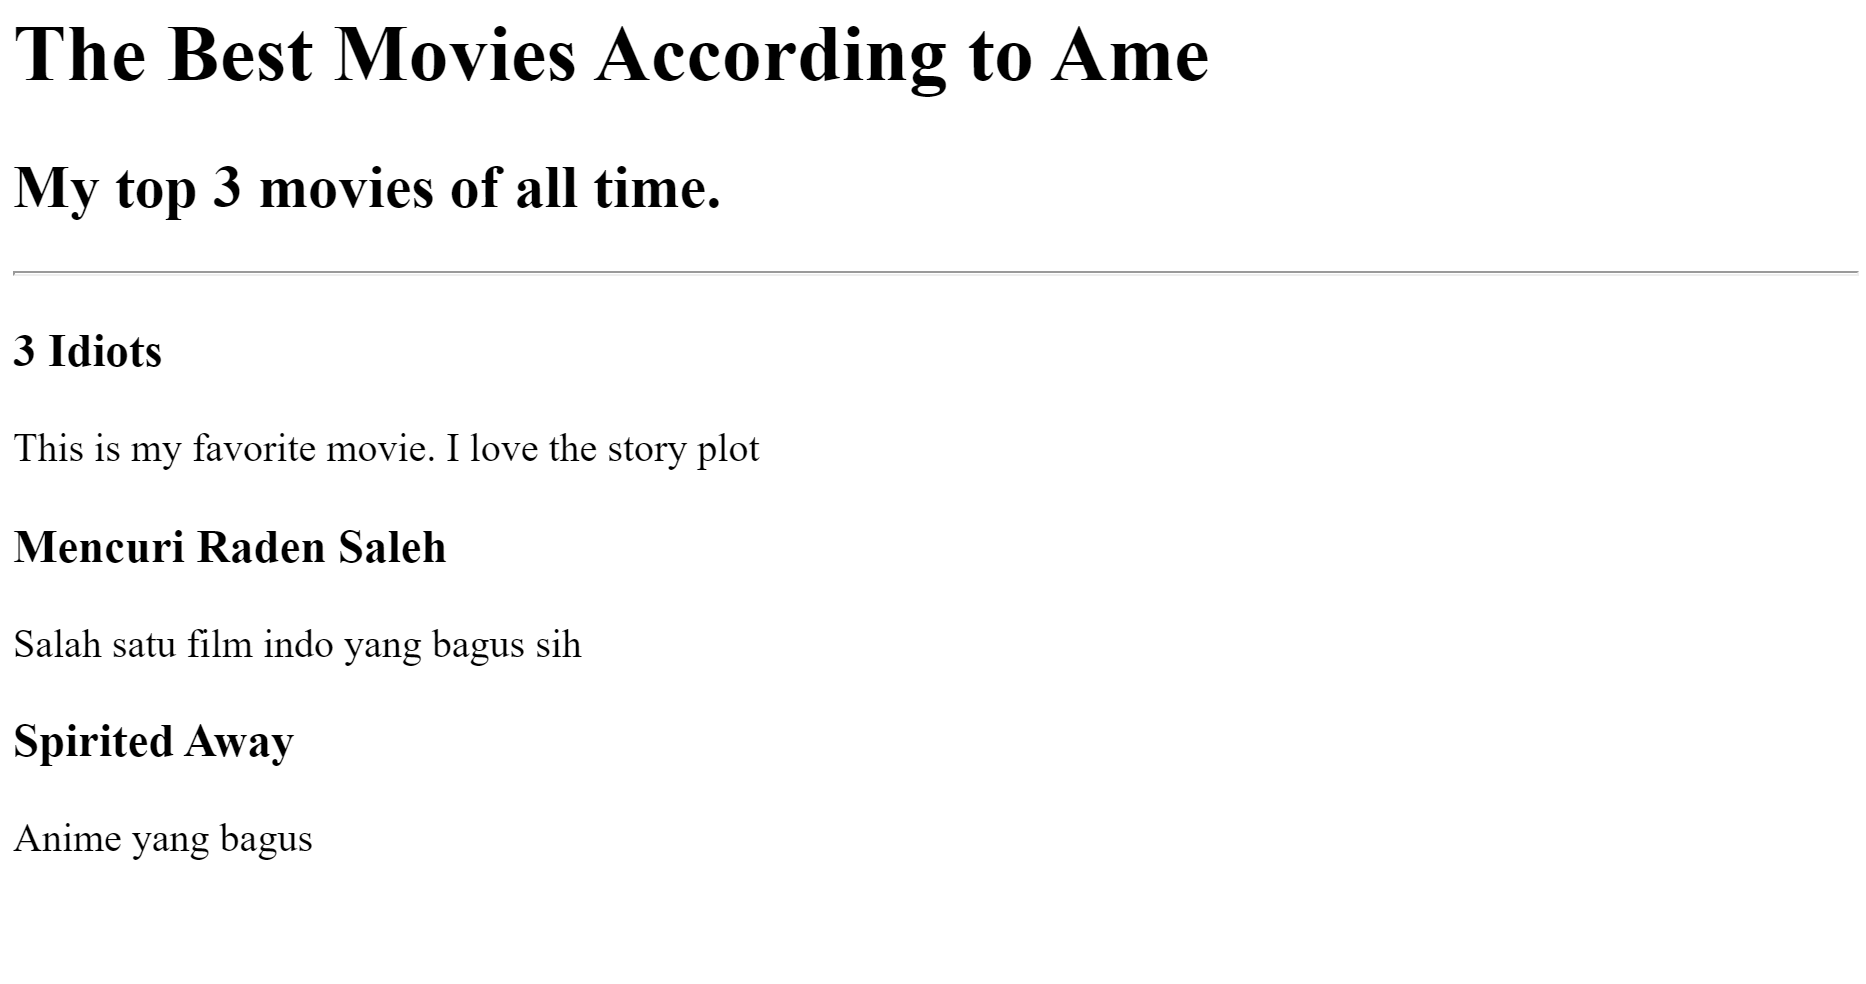 The Best Movies According to Ame
My top 3 movies of all time.
3 Idiots
This is my favorite movie. I love the story plot
Mencuri Raden Saleh
Salah satu film indo yang bagus sih
Spirited Away
Anime yang bagus